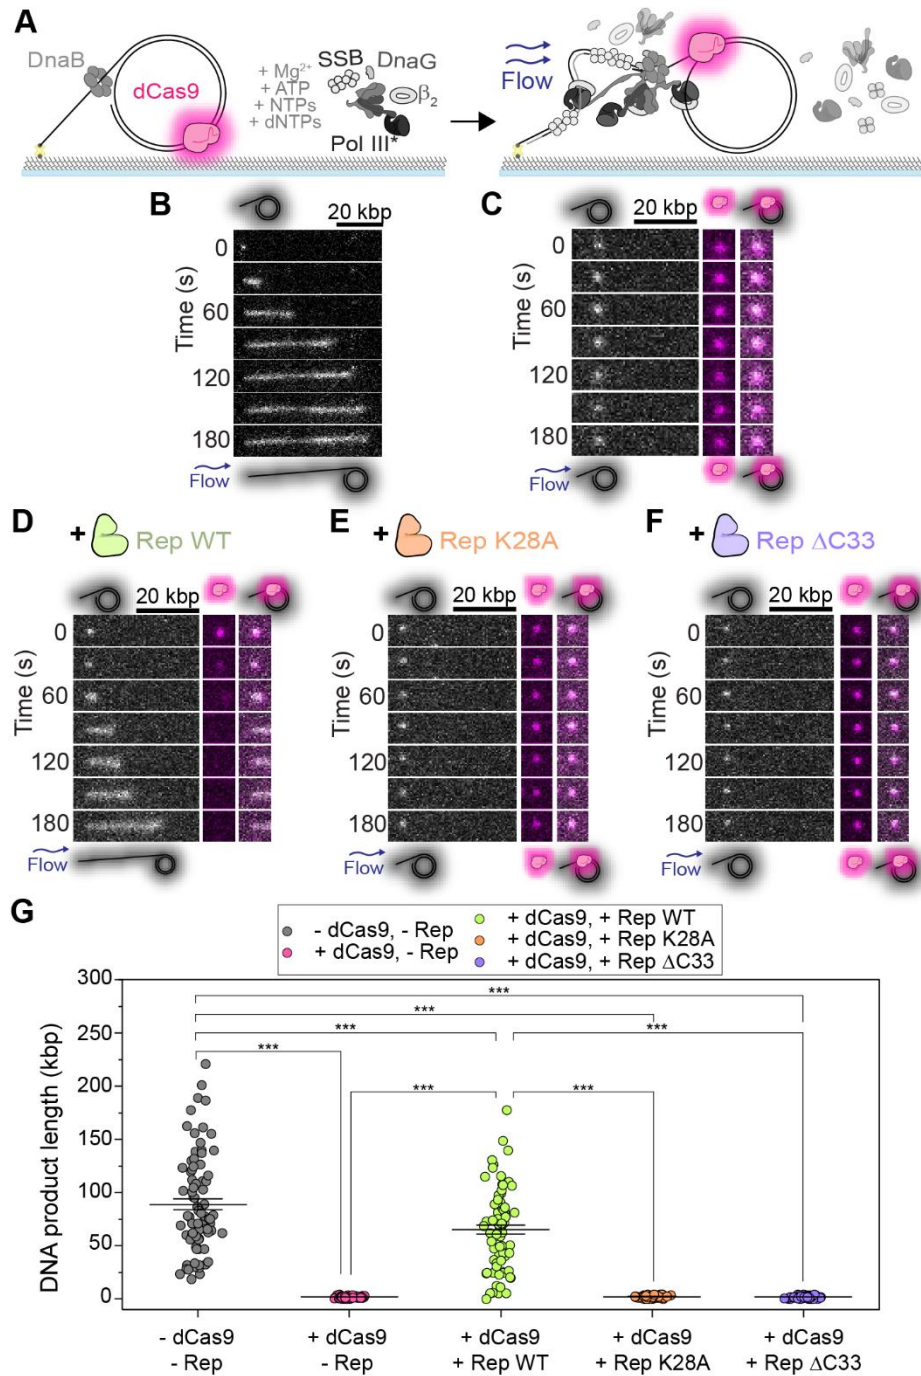 A
DnaB
dCas9
+ Mg²⁺
+ ATP
+ NTPs
+ dNTPs
SSB
DnaG
β₂
Pol III*
Flow
B
20 kbp
Time (s)
0
60
120
180
Flow
C
20 kbp
Time (s)
0
60
120
180
Flow
D
+ Rep WT
20 kbp
Time (s)
0
60
120
180
Flow
E
+ Rep K28A
20 kbp
Time (s)
0
60
120
180
Flow
F
+ Rep ΔC33
20 kbp
Time (s)
0
60
120
180
Flow
G
- dCas9, - Rep
+ dCas9, - Rep
+ dCas9, + Rep WT
+ dCas9, + Rep K28A
+ dCas9, + Rep ΔC33
DNA product length (kbp)
300
250
200
150
100
50
0
***
***
*** ***
***
*** ***
- dCas9
- Rep
+ dCas9
- Rep
+ dCas9
+ Rep WT
+ dCas9
+ Rep K28A
+ dCas9
+ Rep ΔC33